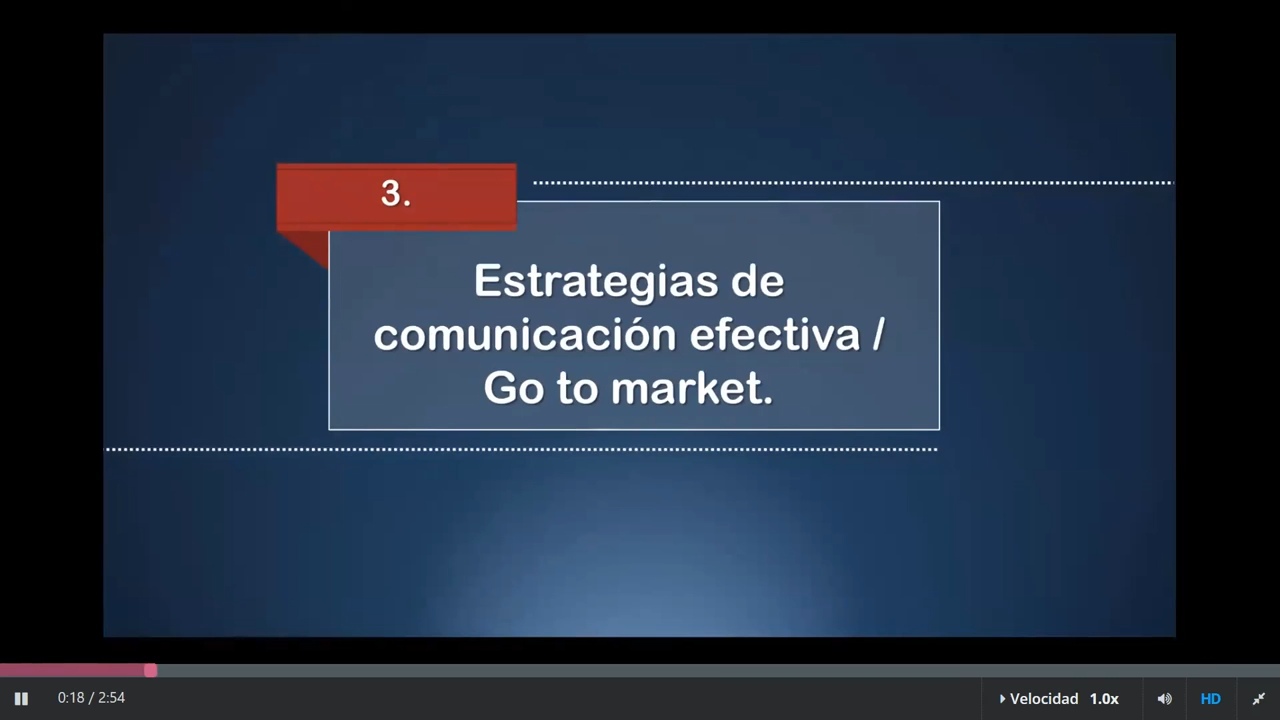 3.
Estrategias de
comunicación efectiva /
Go to market.
0:18 / 2:54
Velocidad 1.0x
HD